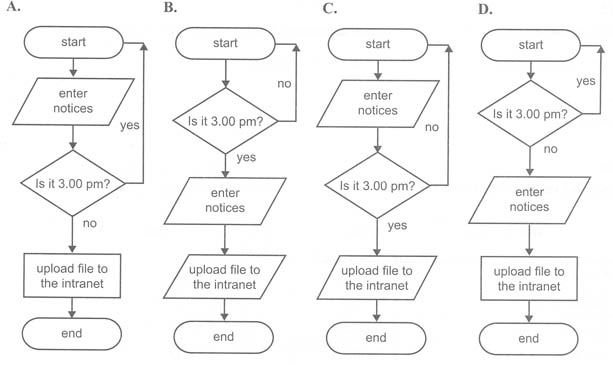 A.
start
enter
notices
yes
Is it 3.00 pm?
no
upload file to
the intranet
end
B.
start
no
Is it 3.00 pm?
yes
enter
notices
upload file to
the intranet
end
C.
start
enter
notices
no
Is it 3.00 pm?
yes
upload file to
the intranet
end
D.
start
yes
Is it 3.00 pm?
no
enter
notices
upload file to
the intranet
end